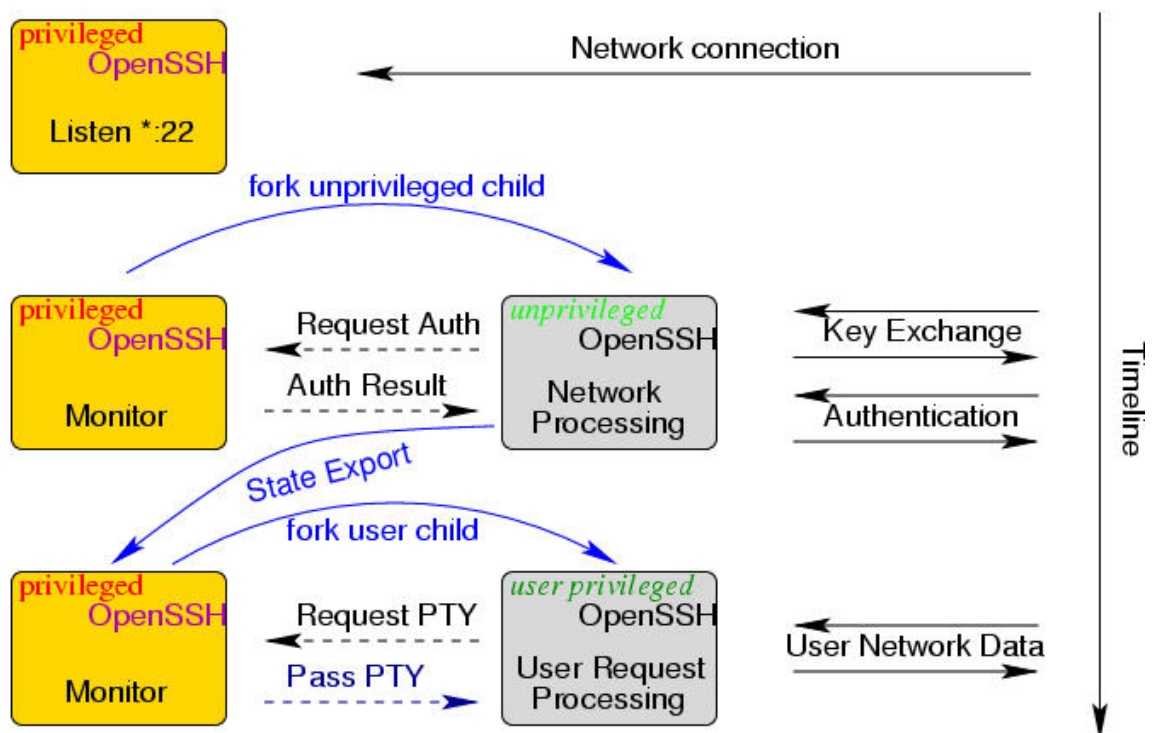 privileged
OpenSSH
Listen *:22
Network connection
fork unprivileged child
privileged
OpenSSH
Monitor
Request Auth
Auth Result
unprivileged
OpenSSH
Network
Processing
Key Exchange
Authentication
Timeline
State Export
fork user child
privileged
OpenSSH
Monitor
Request PTY
Pass PTY
user privileged
OpenSSH
User Request
Processing
User Network Data